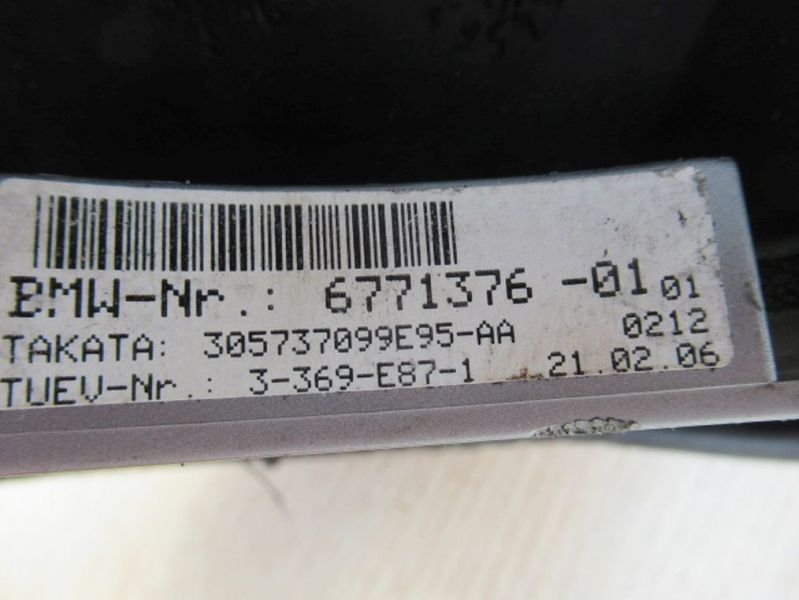 BMW-Nr.: 6771376 -01 01
TAKATA: 305737099E95-AA 0212
TUEV-Nr.: 3-369-E87-1 21.02.06